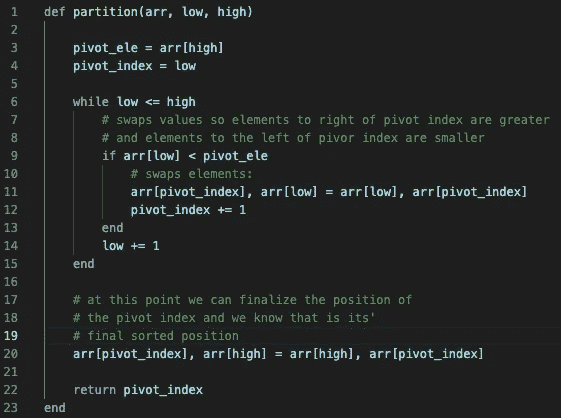 1 def partition(arr, low, high)
2
3 pivot_ele = arr[high]
4 pivot_index = low
5
6 while low <= high
7 # swaps values so elements to right of pivot index are greater
8 # and elements to the left of pivor index are smaller
9 if arr[low] < pivot_ele
10 # swaps elements:
11 arr[pivot_index], arr[low] = arr[low], arr[pivot_index]
12 pivot_index += 1
13 end
14 low += 1
15 end
16
17 # at this point we can finalize the position of
18 # the pivot index and we know that is its'
19 # final sorted position
20 arr[pivot_index], arr[high] = arr[high], arr[pivot_index]
21
22 return pivot_index
23 end